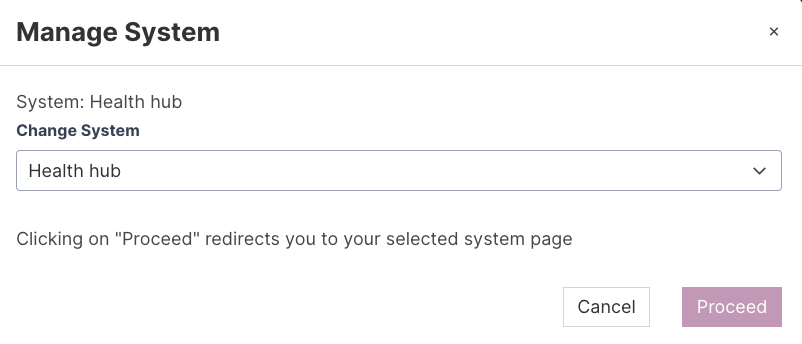 Manage System
×
System: Health hub
Change System
Health hub
Clicking on "Proceed" redirects you to your selected system page
Cancel
Proceed